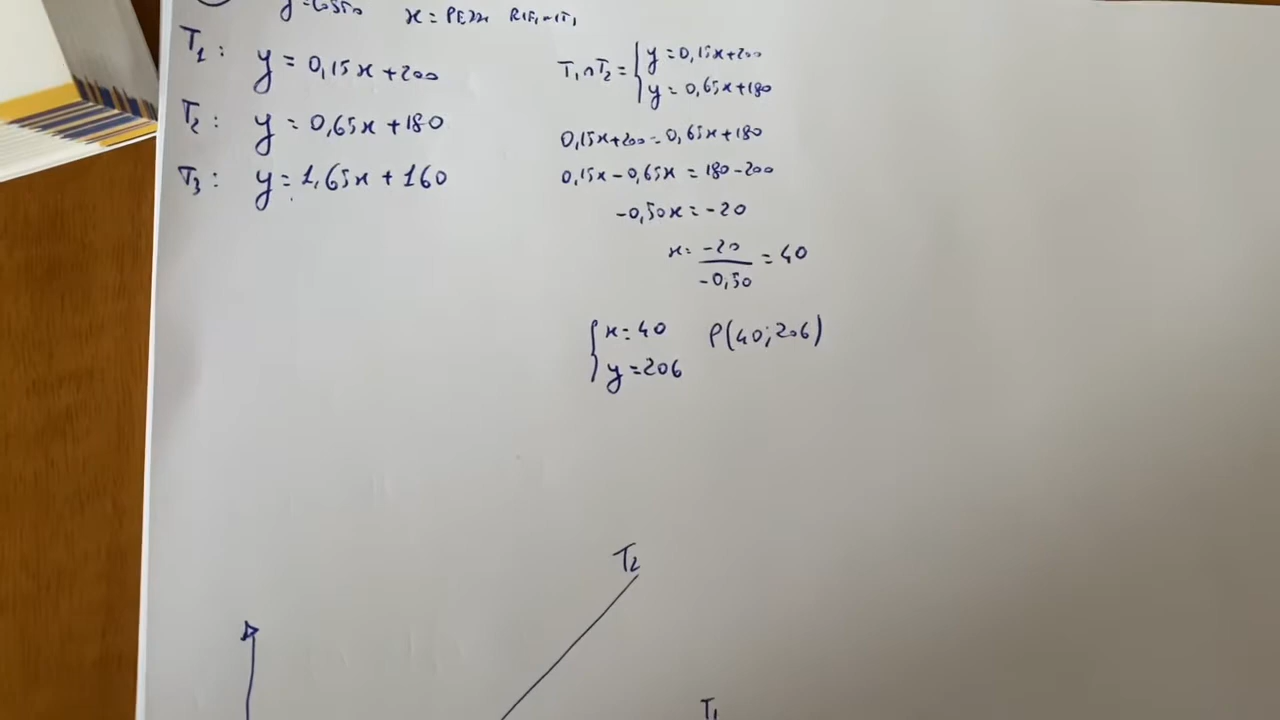 y=COSTO x = PEZZI
T1: y = 0,15x+200
T2: y = 0,65x+180
T3: y = 1,65x + 160
T1∩T2 = { y = 0,15x+200
y = 0,65x+180
0,15x+200 = 0,65x+180
0,15x-0,65x = 180-200
-0,50x = -20
x = -20 / -0,50 = 40
{ x = 40 P(40;206)
y = 206
T2
T1